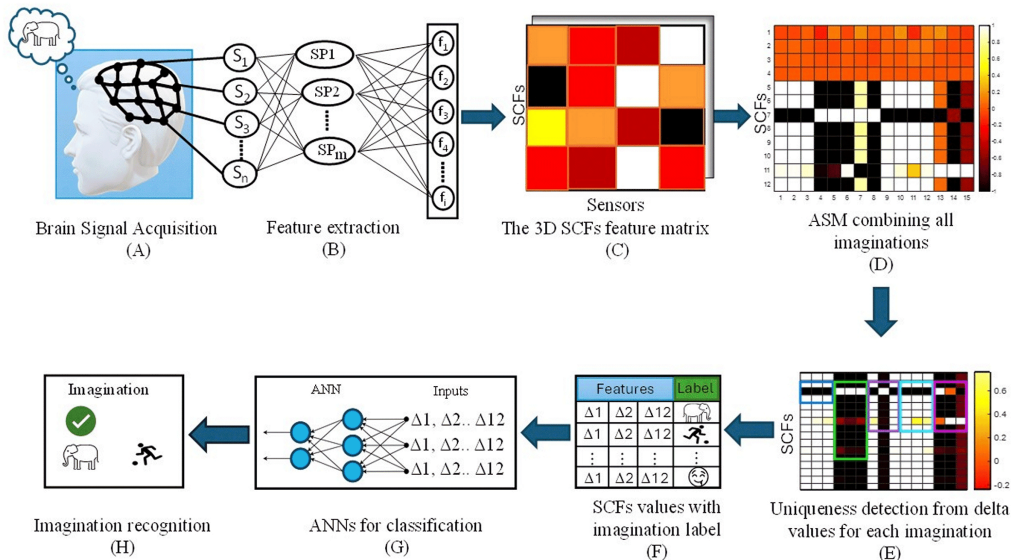 S1
S2
S3
Sn
SP1
SP2
SPm
f1
f2
f3
f4
fi
Brain Signal Acquisition
(A)
Feature extraction
(B)
SCFs
Sensors
The 3D SCFs feature matrix
(C)
SCFs
1
2
3
4
5
6
7
8
9
10
11
12
1 2 3 4 5 6 7 8 9 10 11 12 13 14 15
1
0.8
0.6
0.4
0.2
0
-0.2
-0.4
-0.6
-0.8
ASM combining all
imaginations
(D)
Imagination
Imagination recognition
(H)
ANN Inputs
Δ1, Δ2.. Δ12
Δ1, Δ2.. Δ12
Δ1, Δ2.. Δ12
ANNs for classification
(G)
Features Label
Δ1 Δ2 Δ12
Δ1 Δ2 Δ12
Δ1 Δ2 Δ12
SCFs values with
imagination label
(F)
SCFs
0.6
0.4
0.2
0
-0.2
Uniqueness detection from delta
values for each imagination
(E)